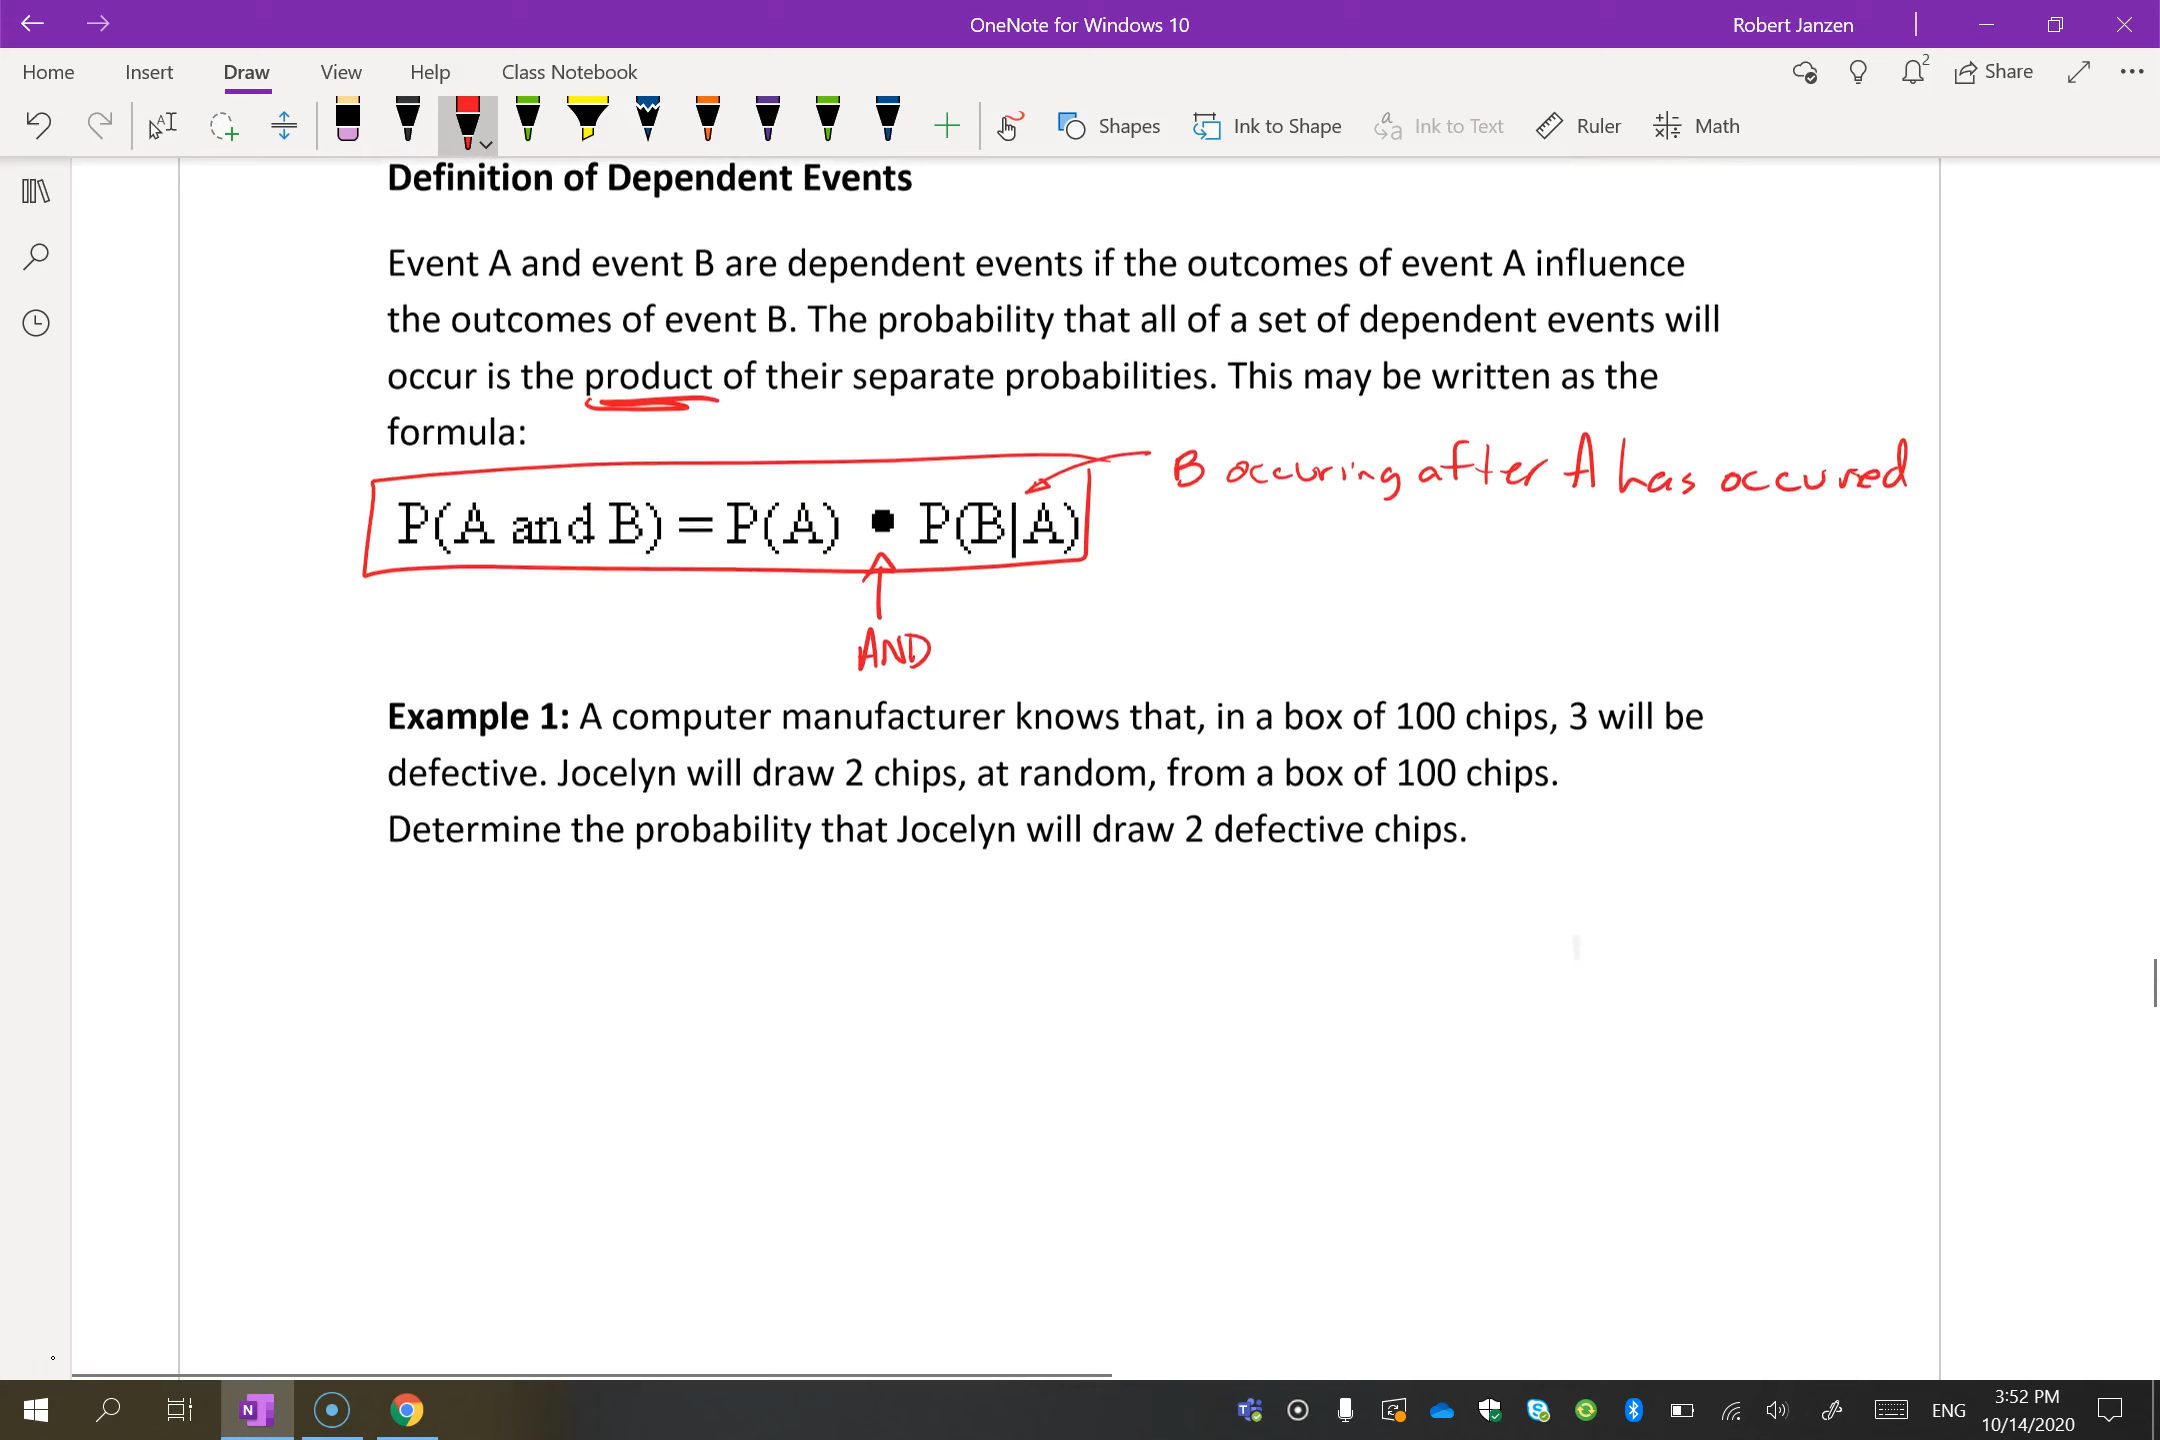 OneNote for Windows 10
Robert Janzen
Home Insert Draw View Help Class Notebook
2
Share
Shapes Ink to Shape Ink to Text Ruler Math
Definition of Dependent Events
Event A and event B are dependent events if the outcomes of event A influence
the outcomes of event B. The probability that all of a set of dependent events will
occur is the product of their separate probabilities. This may be written as the
formula:
B occuring after A has occured
P(A and B) = P(A) • P(B|A)
AND
Example 1: A computer manufacturer knows that, in a box of 100 chips, 3 will be
defective. Jocelyn will draw 2 chips, at random, from a box of 100 chips.
Determine the probability that Jocelyn will draw 2 defective chips.
ENG
3:52 PM
10/14/2020